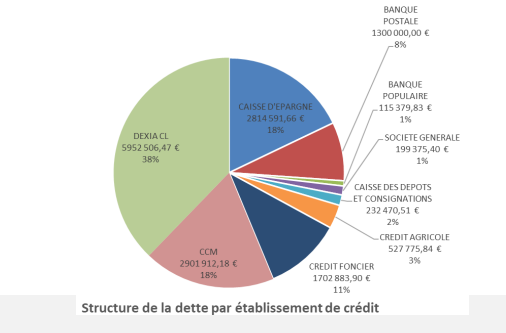 BANQUE
POSTALE
1300 000,00 €
8%
CAISSE D'EPARGNE
2814 591,66 €
18%
BANQUE
POPULAIRE
115 379,83 €
1%
SOCIETE GENERALE
199 375,40 €
1%
CAISSE DES DEPOTS
ET CONSIGNATIONS
232 470,51 €
2%
CREDIT AGRICOLE
527 775,84 €
3%
CREDIT FONCIER
1702 883,90 €
11%
CCM
2901 912,18 €
18%
DEXIA CL
5952 506,47 €
38%
Structure de la dette par établissement de crédit